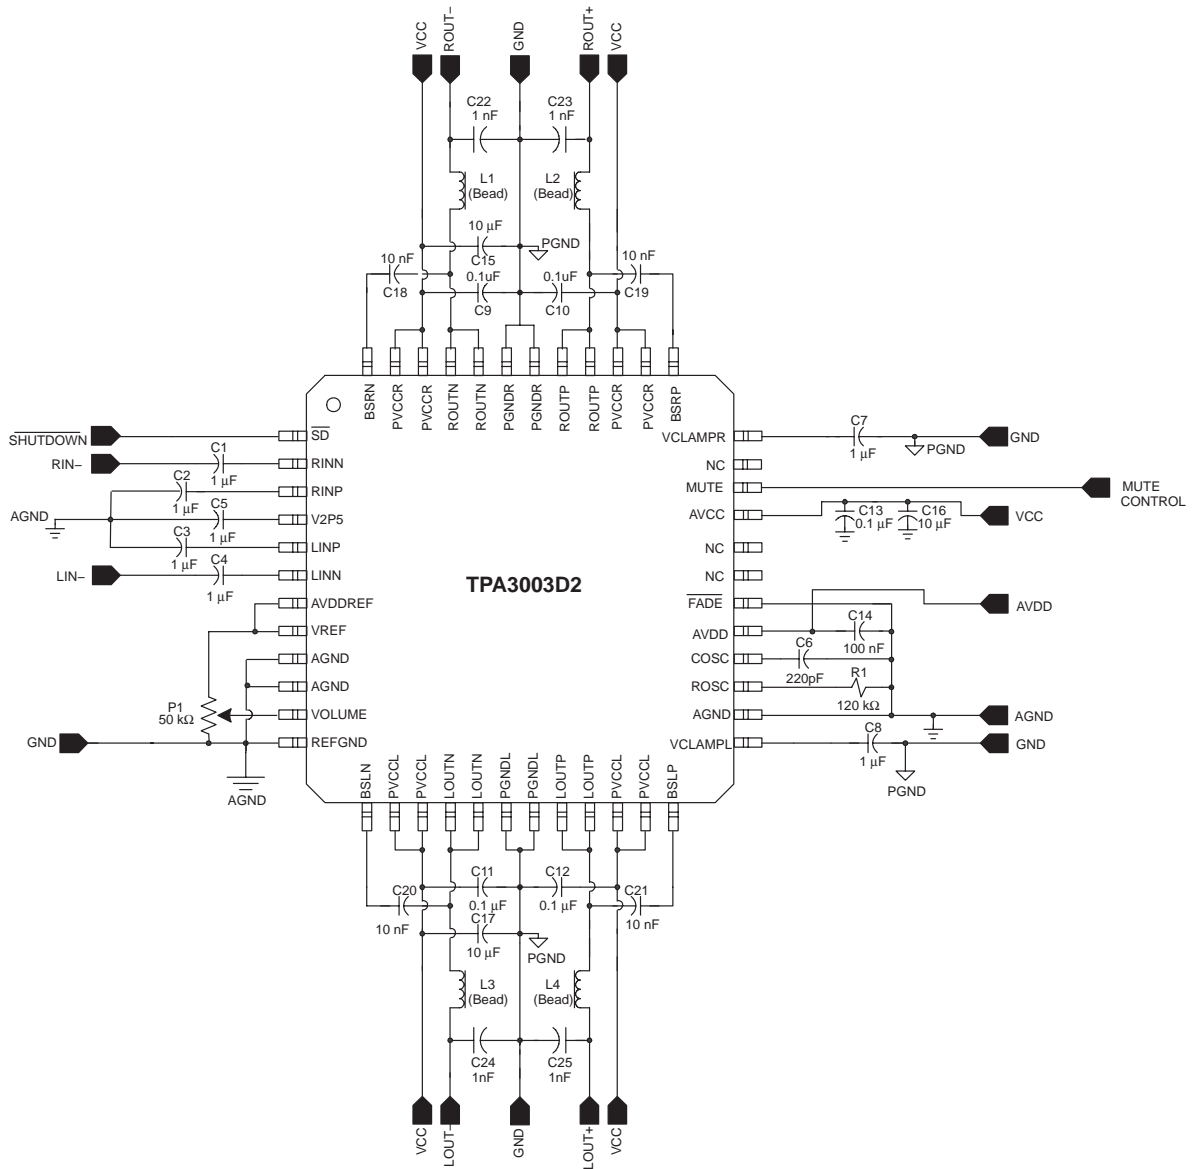 VCC
ROUT−
GND
ROUT+
VCC
C22
1 nF
C23
1 nF
L1
(Bead)
L2
(Bead)
10 μF
C15
PGND
10 nF
C18
0.1uF
C9
0.1uF
C10
10 nF
C19
BSRN
PVCCR
PVCCR
ROUTN
ROUTN
PGNDR
PGNDR
ROUTP
ROUTP
PVCCR
PVCCR
BSRP
SHUTDOWN
SD
RIN−
C1
1 μF
RINN
C2
1 μF
RINP
AGND
C5
1 μF
V2P5
C3
1 μF
LINP
LIN−
C4
1 μF
LINN
AVDDREF
VREF
AGND
AGND
P1
50 kΩ
VOLUME
GND
REFGND
AGND
TPA3003D2
VCLAMPR
C7
1 μF
PGND
GND
NC
MUTE
MUTE
CONTROL
AVCC
C13
0.1 μF
C16
10 μF
VCC
NC
NC
FADE
AVDD
AVDD
C14
100 nF
COSC
C6
220pF
ROSC
R1
120 kΩ
AGND
AGND
VCLAMPL
C8
1 μF
PGND
GND
BSLN
PVCCL
PVCCL
LOUTN
LOUTN
PGNDL
PGNDL
LOUTP
LOUTP
PVCCL
PVCCL
BSLP
C20
10 nF
C11
0.1 μF
C12
0.1 μF
C21
10 nF
C17
10 μF
PGND
L3
(Bead)
L4
(Bead)
C24
1nF
C25
1nF
VCC
LOUT−
GND
LOUT+
VCC